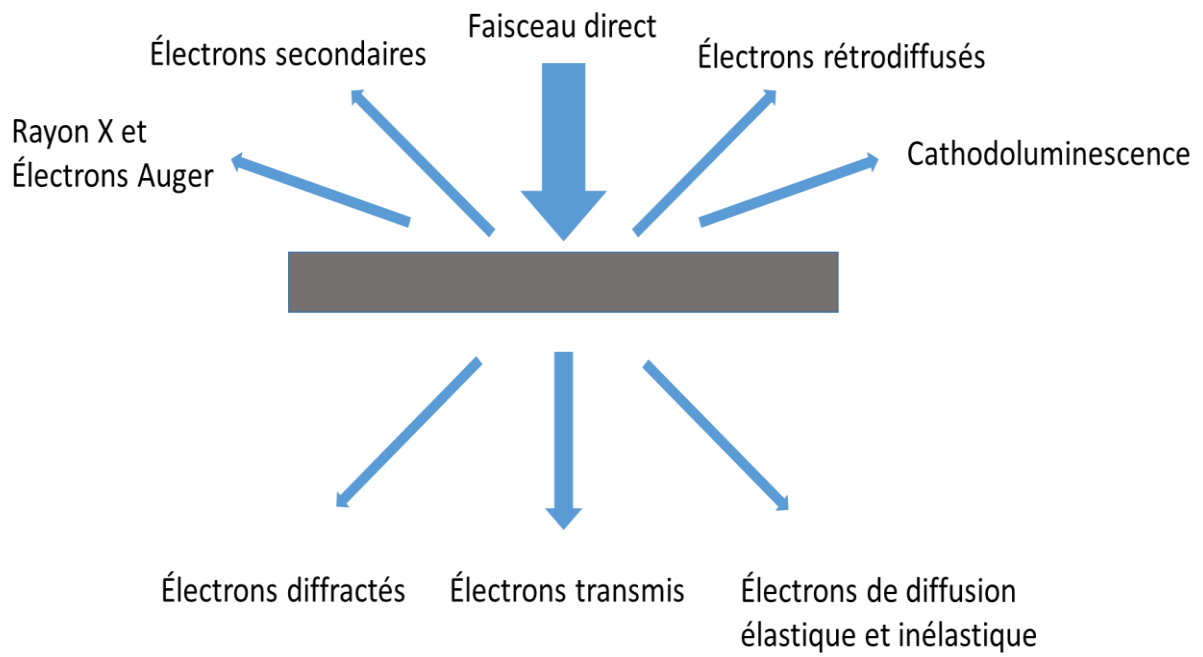 Faisceau direct
Électrons secondaires
Électrons rétrodiffusés
Rayon X et
Électrons Auger
Cathodoluminescence
Électrons diffractés
Électrons transmis
Électrons de diffusion
élastique et inélastique